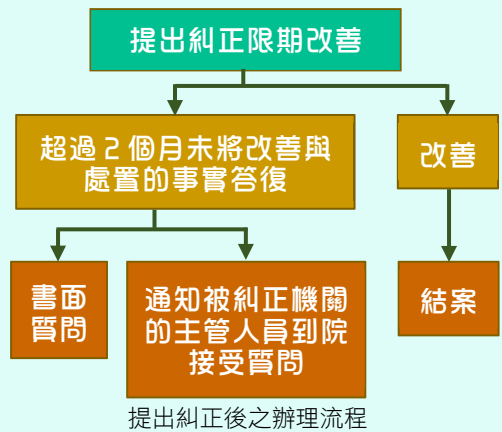 提出糾正限期改善
超過 2 個月未將改善與
處置的事實答復
改善
書面
質問
通知被糾正機關
的主管人員到院
接受質問
結案
提出糾正後之辦理流程